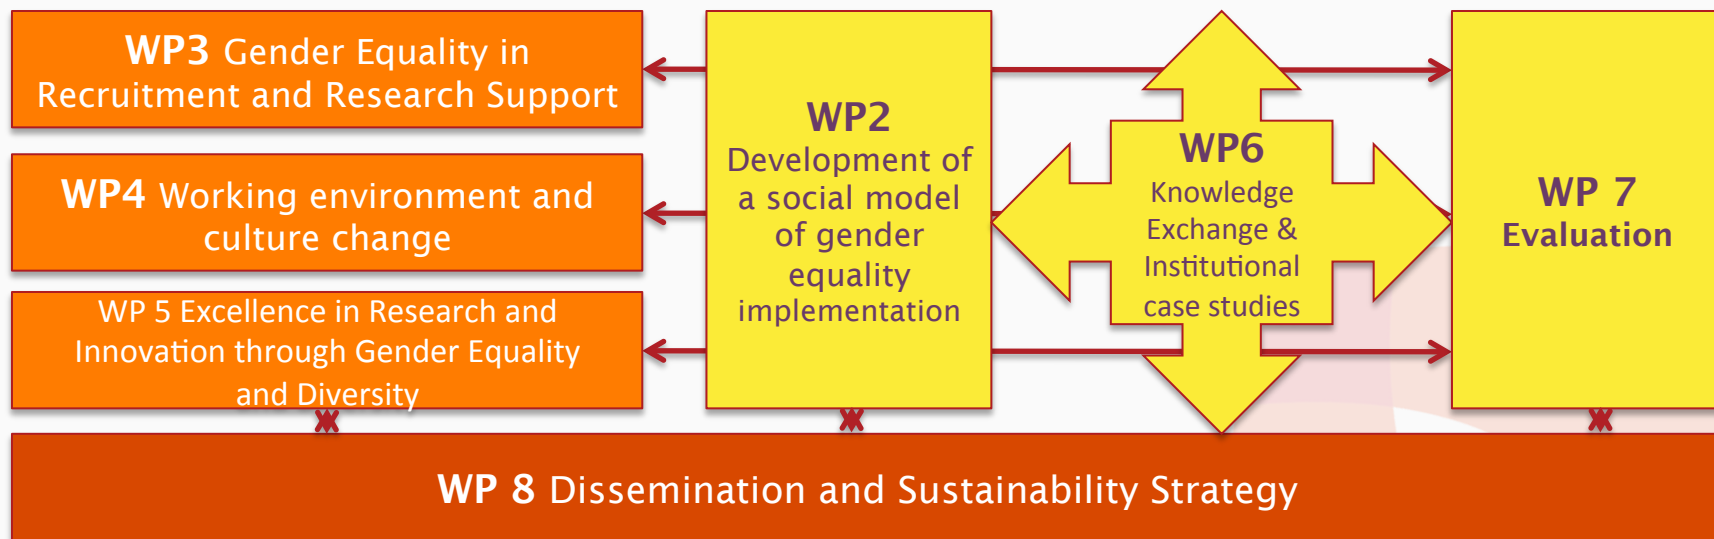 WP3 Gender Equality in
Recruitment and Research Support
WP4 Working environment and
culture change
WP 5 Excellence in Research and
Innovation through Gender Equality
and Diversity
WP2
Development of
a social model
of gender
equality
implementation
WP6
Knowledge
Exchange &
Institutional
case studies
WP 7
Evaluation
WP 8 Dissemination and Sustainability Strategy